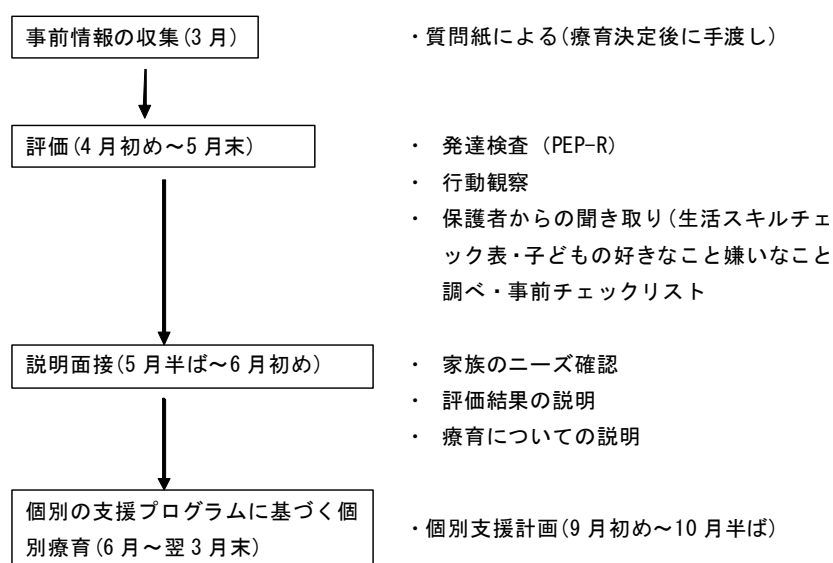 事前情報の収集(3月)
・質問紙による(療育決定後に手渡し)
評価(4月初め～5月末)
・ 発達検査（PEP-R)
・ 行動観察
・ 保護者からの聞き取り(生活スキルチェ
ック表・子どもの好きなこと嫌いなこと
調べ・事前チェックリスト
説明面接(5月半ば～6月初め)
・ 家族のニーズ確認
・ 評価結果の説明
・ 療育についての説明
個別の支援プログラムに基づく個
別療育(6月～翌3月末)
・個別支援計画(9月初め～10月半ば)